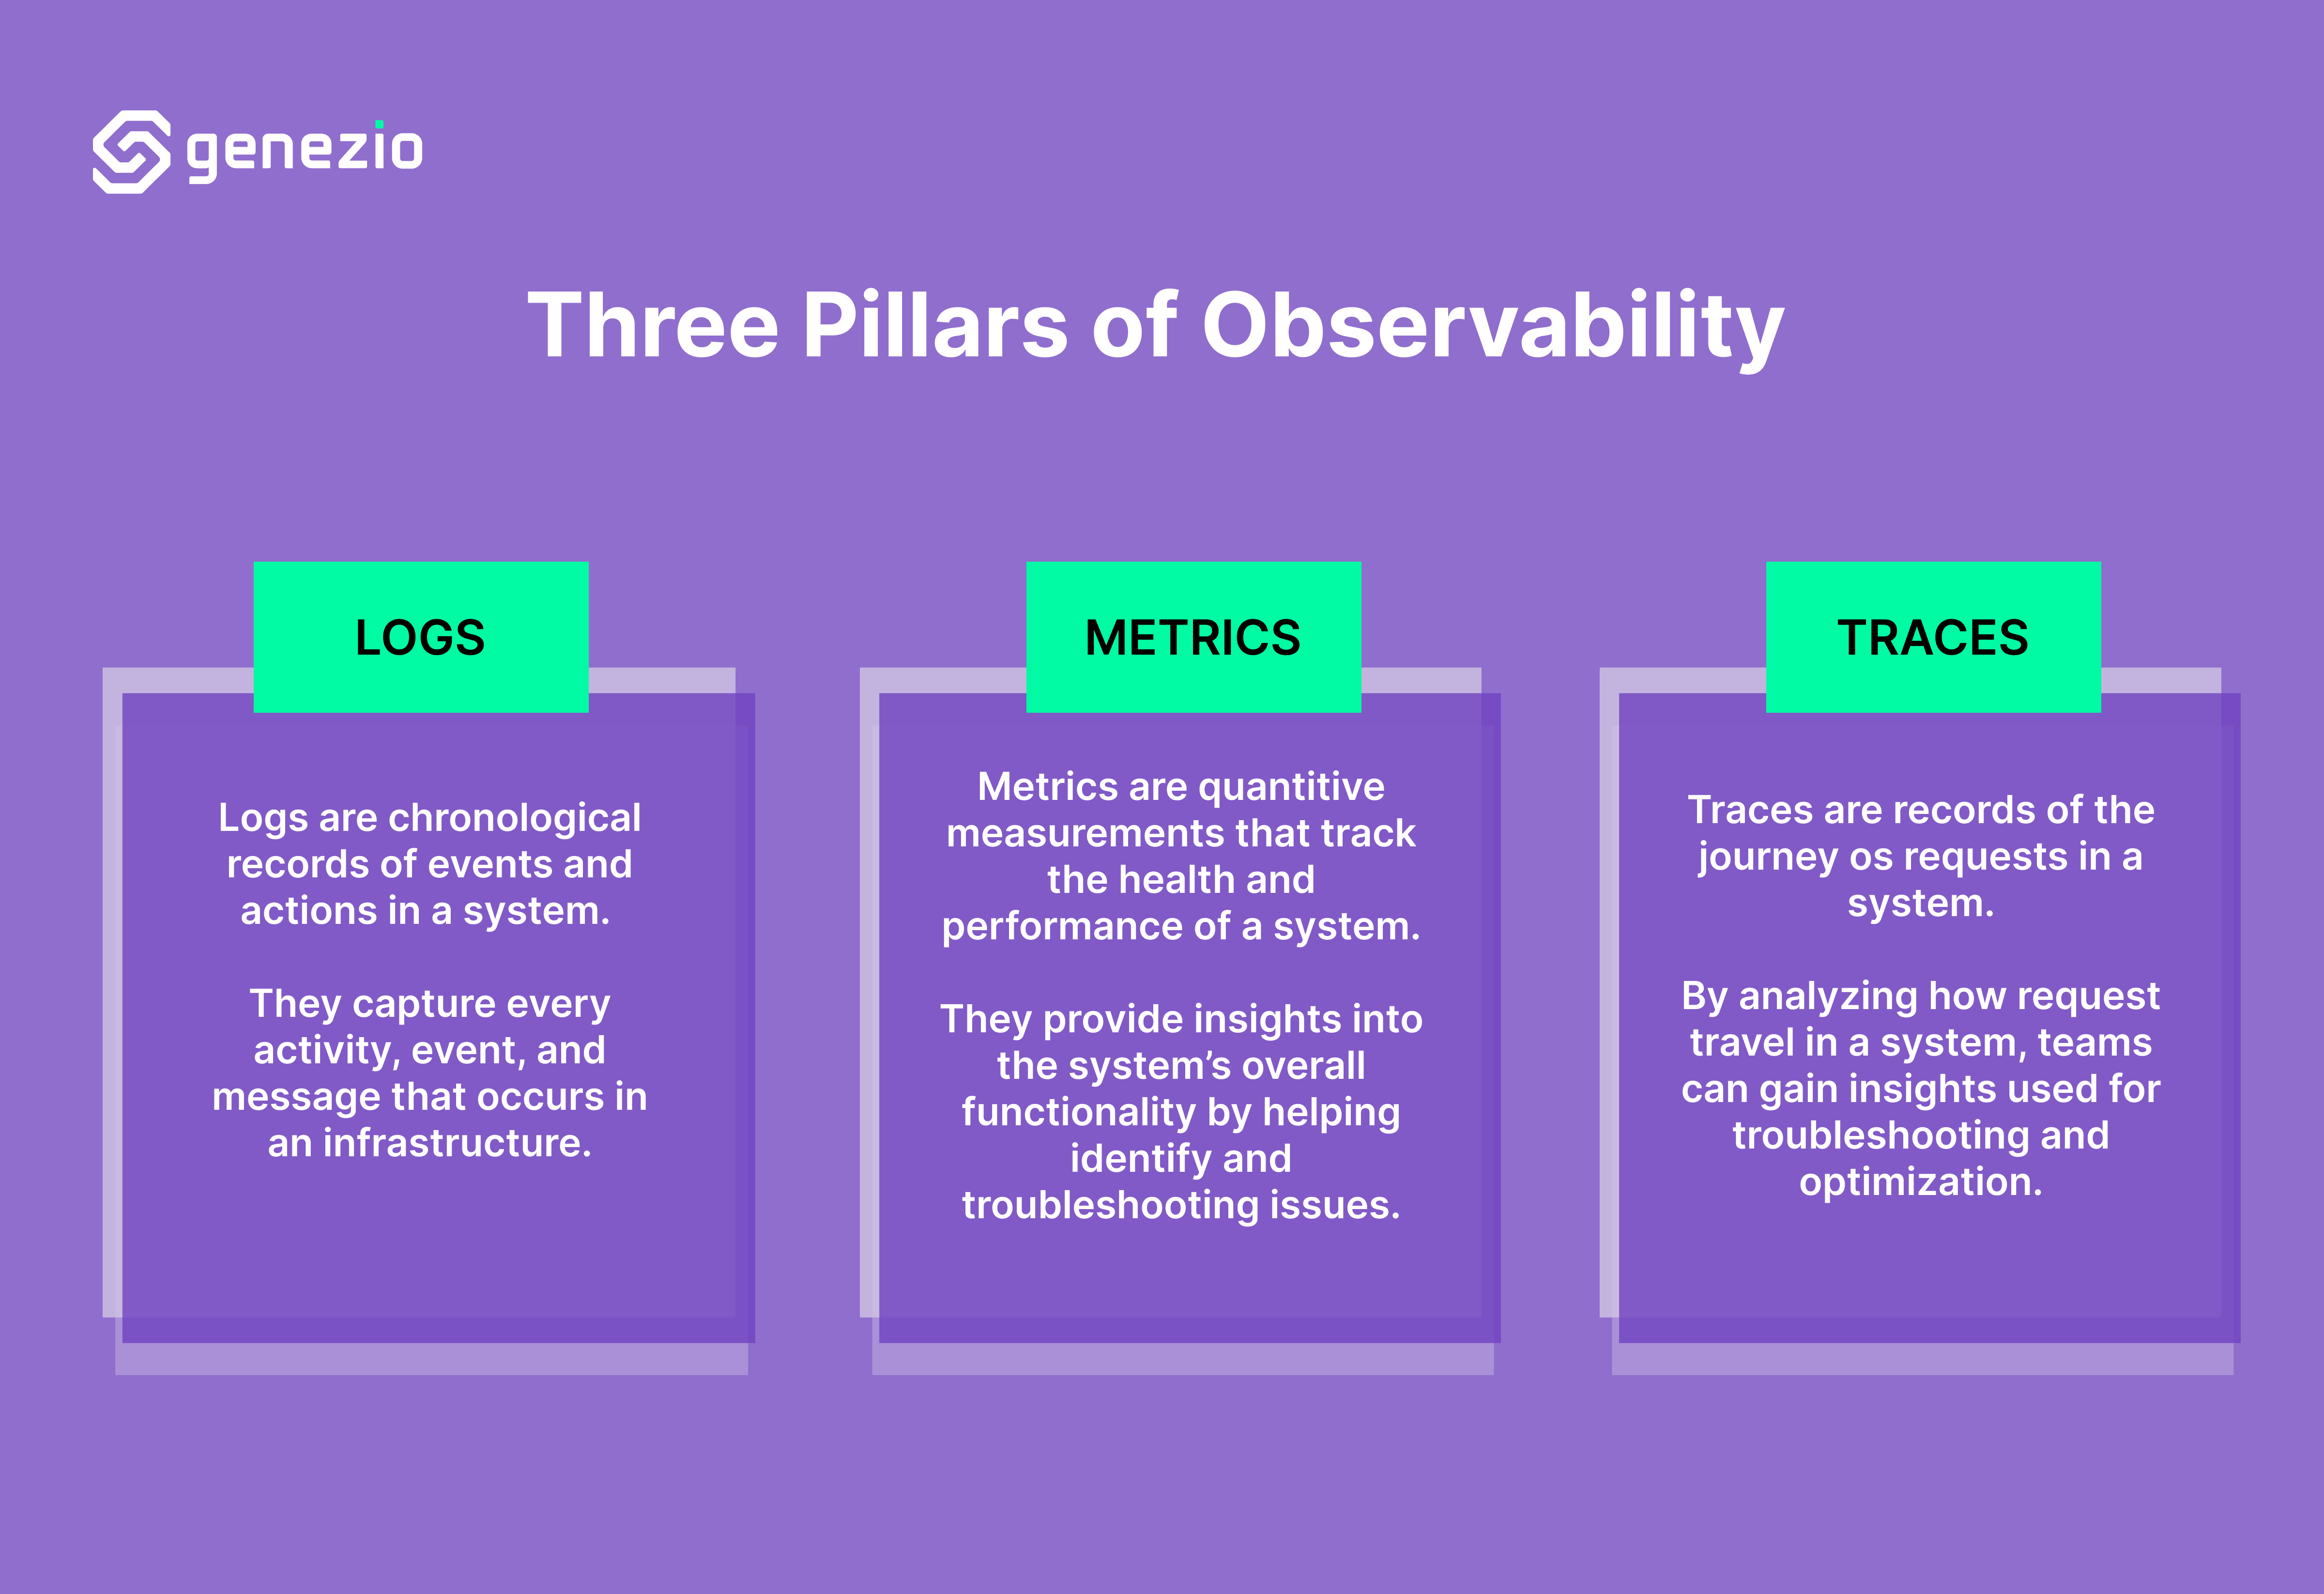 genezio
Three Pillars of Observability
LOGS
Logs are chronological
records of events and
actions in a system.
They capture every
activity, event, and
message that occurs in
an infrastructure.
METRICS
Metrics are quantitive
measurements that track
the health and
performance of a system.
They provide insights into
the system’s overall
functionality by helping
identify and
troubleshooting issues.
TRACES
Traces are records of the
journey os requests in a
system.
By analyzing how request
travel in a system, teams
can gain insights used for
troubleshooting and
optimization.